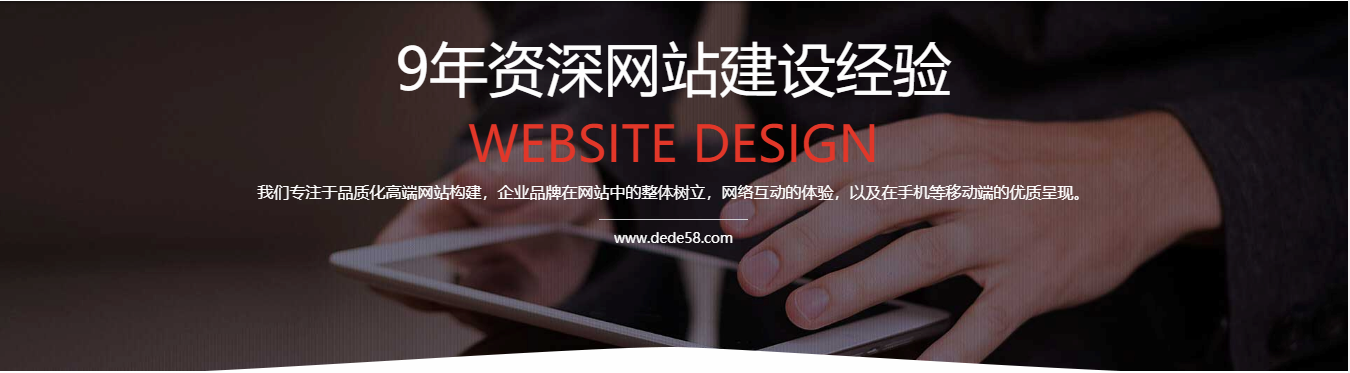 9年资深网站建设经验
WEBSITE DESIGN
我们专注于品质化高端网站构建，企业品牌在网站中的整体树立，网络互动的体验，以及在手机等移动端的优质呈现。
www.dede58.com